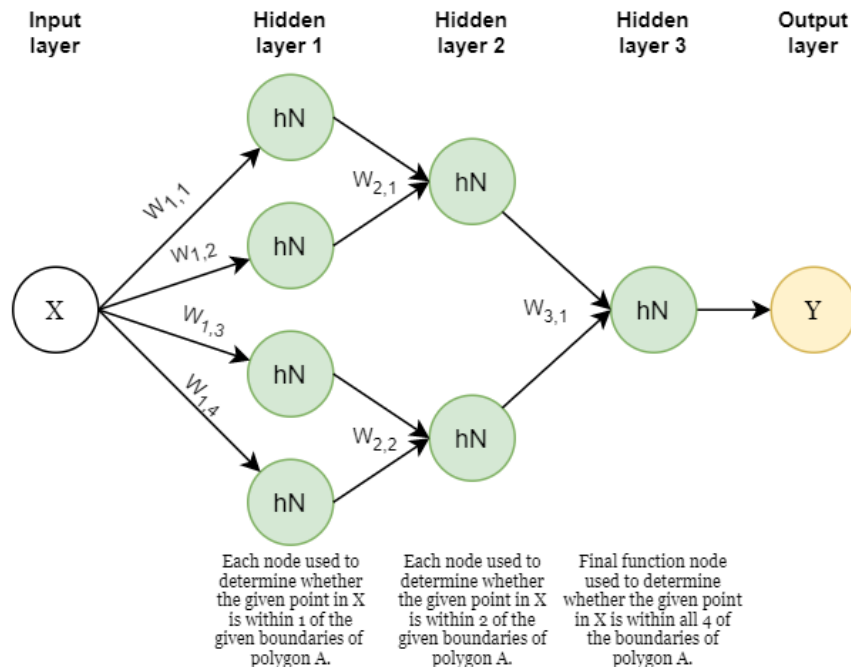 Input
layer
Hidden
layer 1
Hidden
layer 2
Hidden
layer 3
Output
layer
hN
hN
W2,1
hN
W1,1
hN
W1,2
X
W1,3
hN
W3,1
hN
Y
W1,4
W2,2
hN
hN
Each node used to
determine whether
the given point in X
is within 1 of the
given boundaries of
polygon A.
Each node used to
determine whether
the given point in X
is within 2 of the
given boundaries of
polygon A.
Final function node
used to determine
whether the given point
in X is within all 4 of
the boundaries of
polygon A.